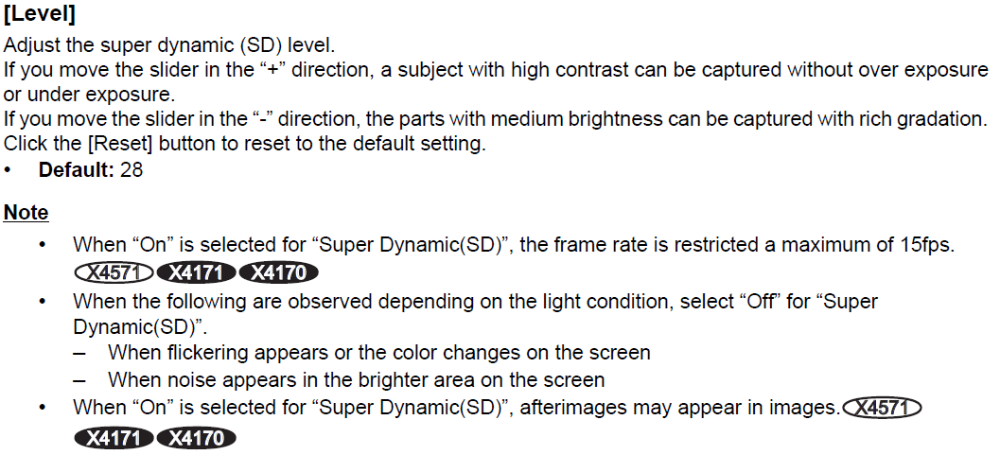 [Level]
Adjust the super dynamic (SD) level.
If you move the slider in the “+” direction, a subject with high contrast can be captured without over exposure
or under exposure.
If you move the slider in the “-” direction, the parts with medium brightness can be captured with rich gradation.
Click the [Reset] button to reset to the default setting.
• Default: 28
Note
• When “On” is selected for “Super Dynamic(SD)”, the frame rate is restricted a maximum of 15fps.
X4571 X4171 X4170
• When the following are observed depending on the light condition, select “Off” for “Super
Dynamic(SD)”.
– When flickering appears or the color changes on the screen
– When noise appears in the brighter area on the screen
• When “On” is selected for “Super Dynamic(SD)”, afterimages may appear in images. X4571
X4171 X4170